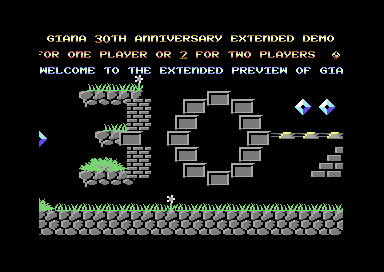 GIANA 30TH ANNIVERSARY EXTENDED DEMO
FOR ONE PLAYER OR 2 FOR TWO PLAYERS
WELCOME TO THE EXTENDED PREVIEW OF GIA
30